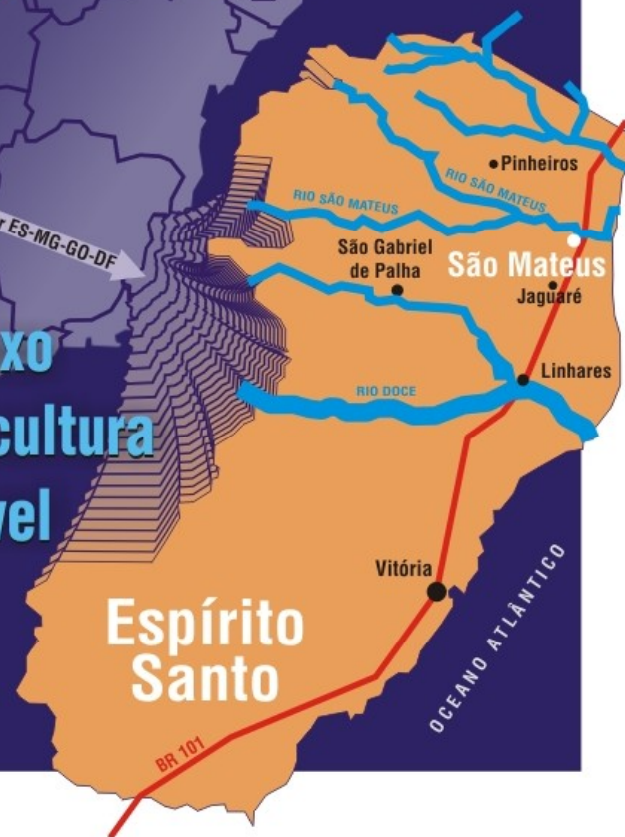 Pinheiros
RIO SÃO MATEUS
RIO SÃO MATEUS
ES-MG-GO-DF
São Gabriel
de Palha
São Mateus
Jaguaré
xo
Linhares
RIO DOCE
cultura
vel
Vitória
OCEANO ATLÂNTICO
Espírito
Santo
BR 101